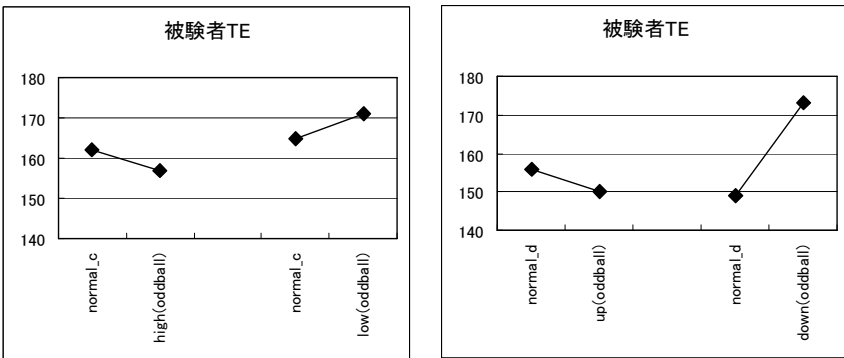 被験者TE
180
170
160
150
140
normal_c
high(oddball)
normal_c
low(oddball)
被験者TE
180
170
160
150
140
normal_d
up(oddball)
normal_d
down(oddball)